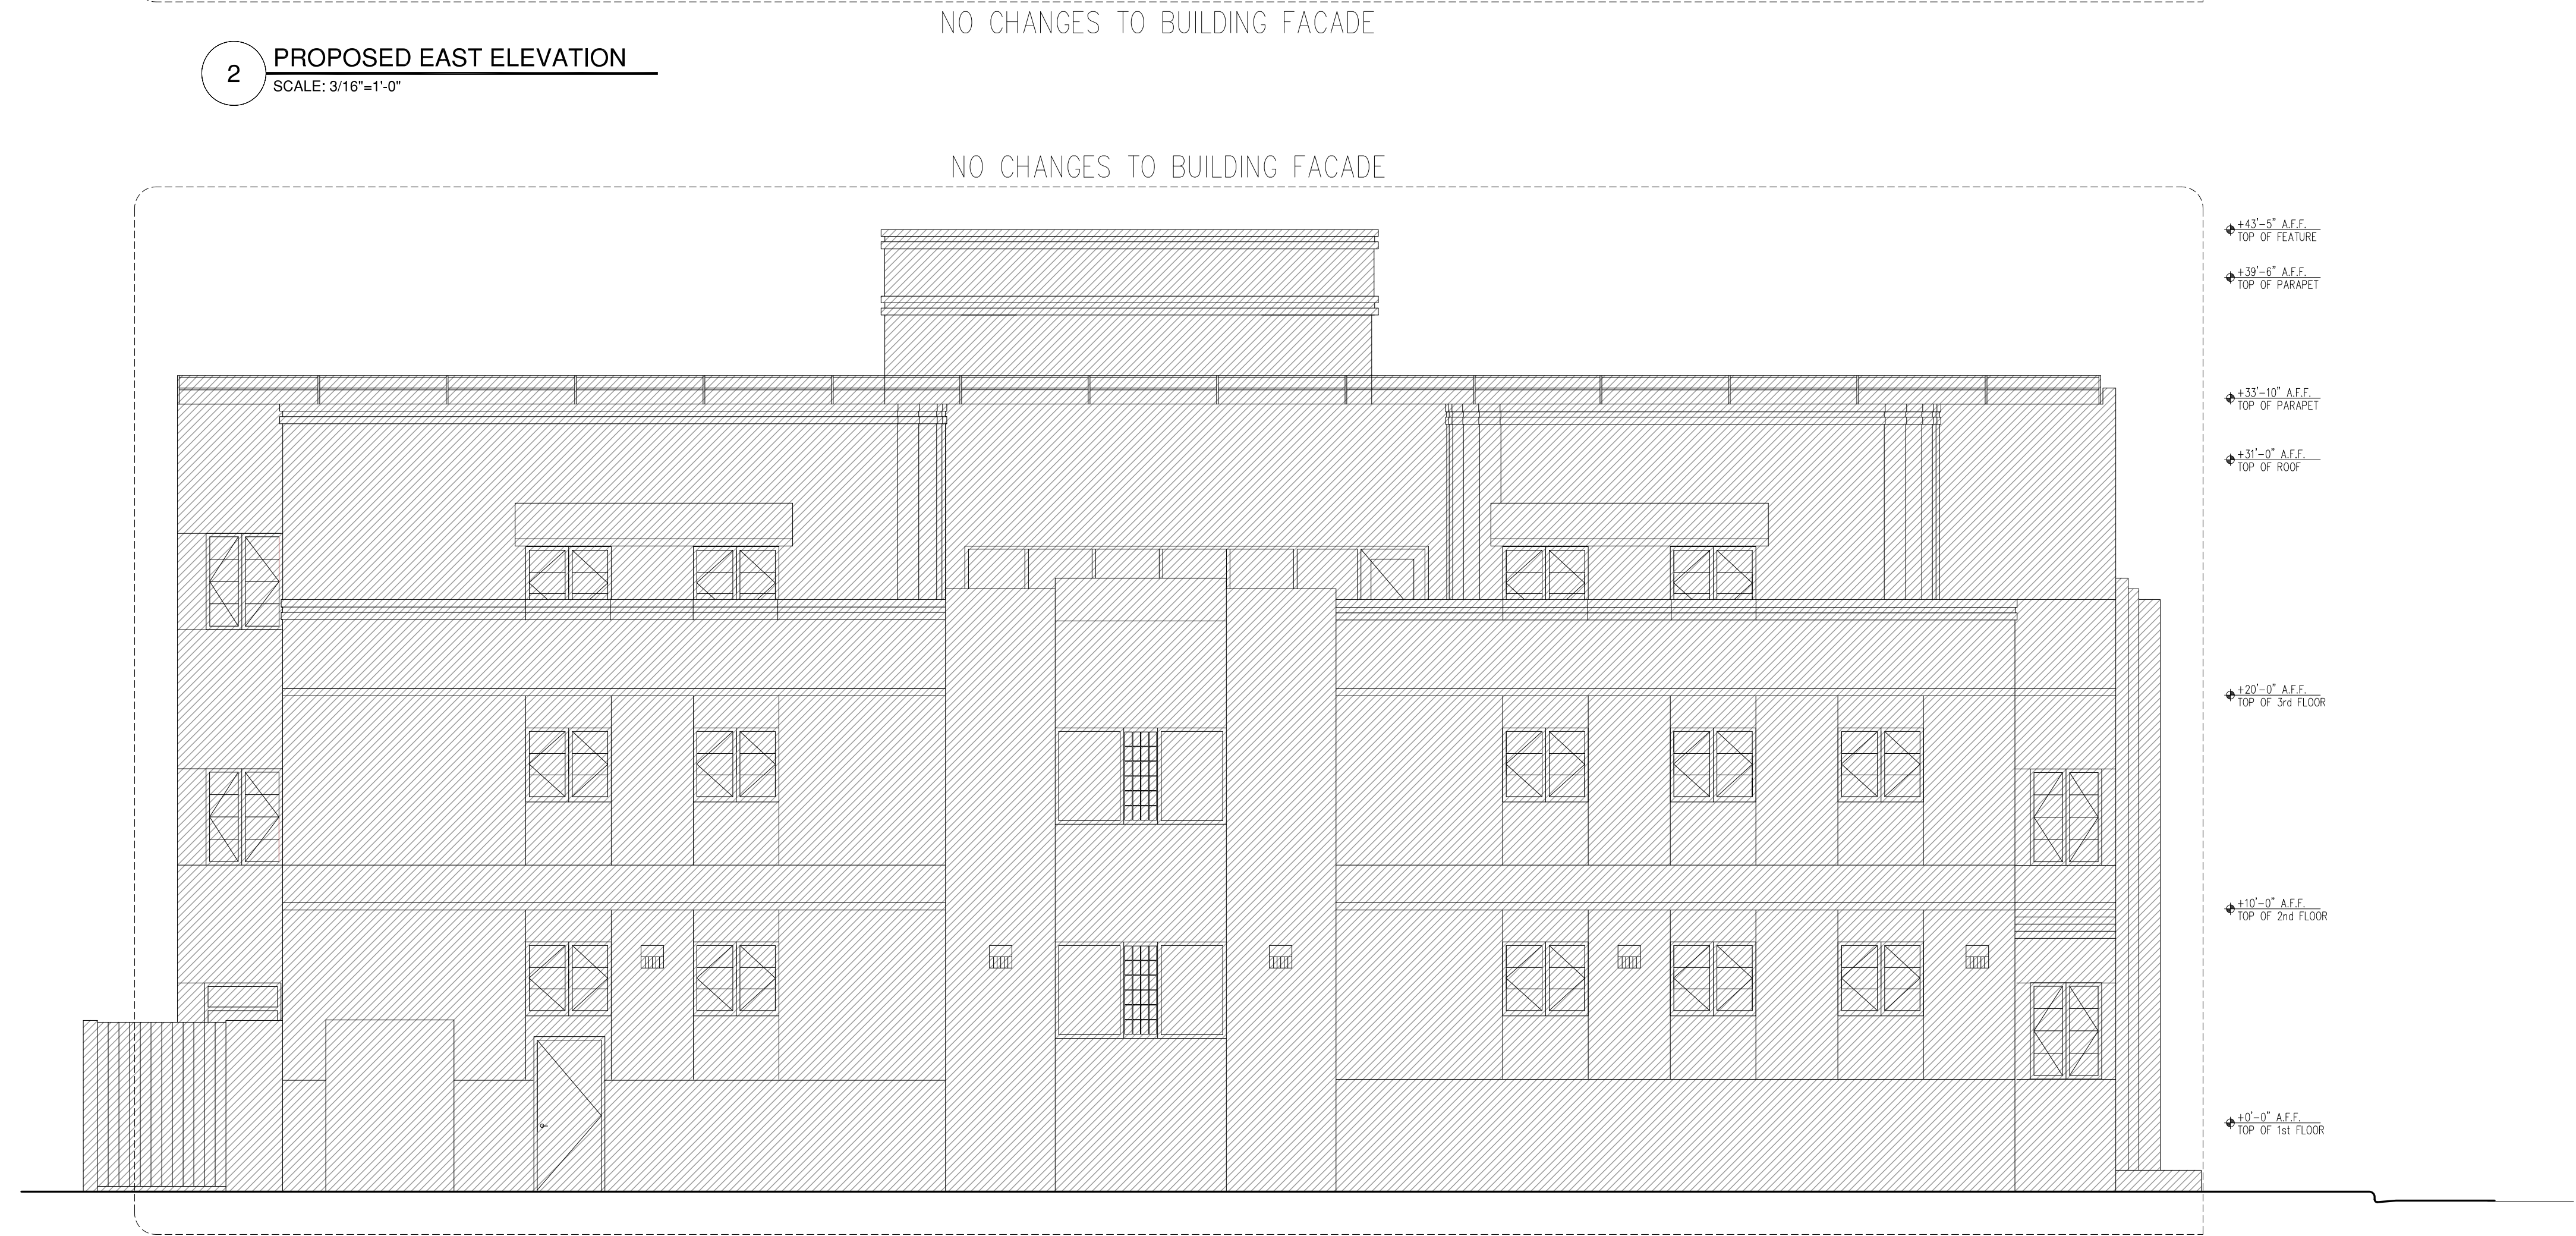 NO CHANGES TO BUILDING FACADE
2
PROPOSED EAST ELEVATION
SCALE: 3/16"=1'-0"
NO CHANGES TO BUILDING FACADE
+43'-5" A.F.F.
TOP OF FEATURE
+39'-6" A.F.F.
TOP OF PARAPET
+33'-10" A.F.F.
TOP OF PARAPET
+31'-0" A.F.F.
TOP OF ROOF
+20'-0" A.F.F.
TOP OF 3rd FLOOR
+10'-0" A.F.F.
TOP OF 2nd FLOOR
+0'-0" A.F.F.
TOP OF 1st FLOOR